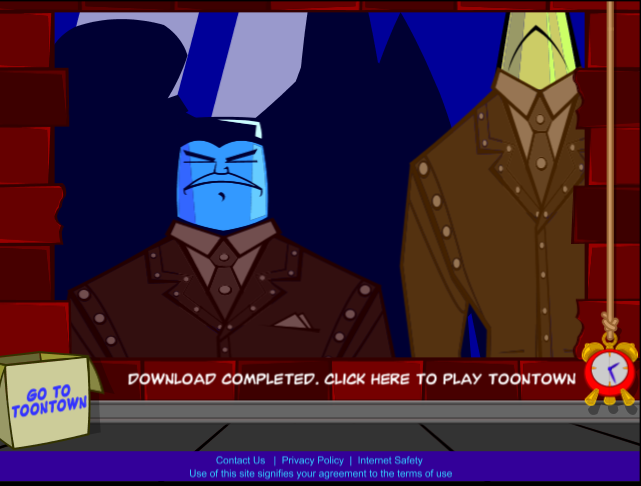 DOWNLOAD COMPLETED. CLICK HERE TO PLAY TOONTOWN
GO TO
TOONTOWN
Contact Us | Privacy Policy | Internet Safety
Use of this site signifies your agreement to the terms of use